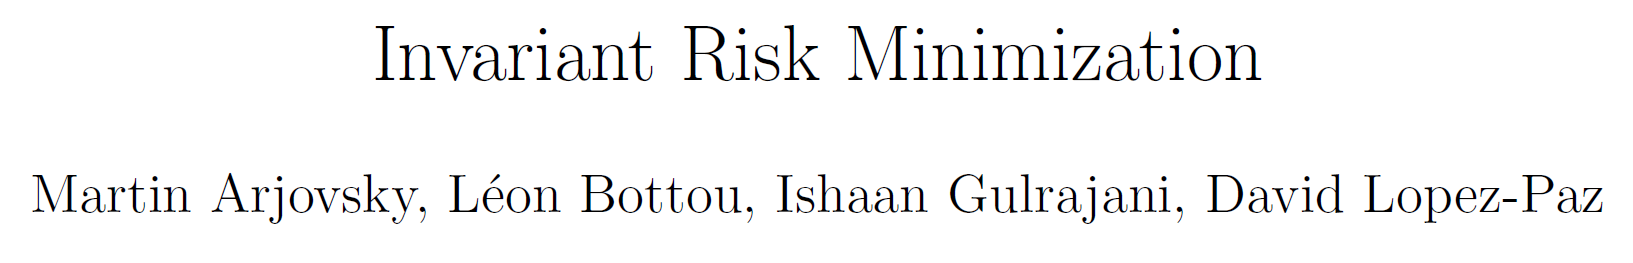 Invariant Risk Minimization
Martin Arjovsky, Léon Bottou, Ishaan Gulrajani, David Lopez-Paz